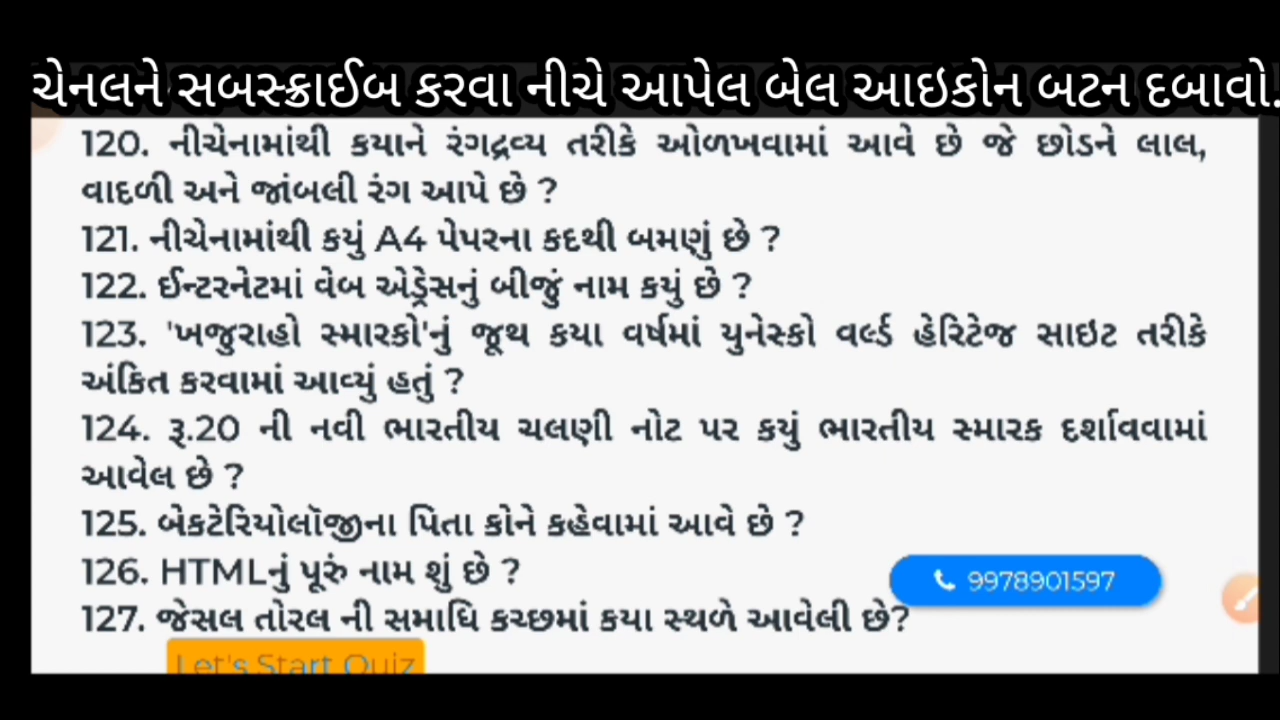 ચેનલને સબસ્ક્રાઈબ કરવા નીચે આપેલ બેલ આઇકોન બટન દબાવો.
120. નીચેનામાંથી કયાને રંગદ્રવ્ય તરીકે ઓળખવામાં આવે છે જે છોડને લાલ,
વાદળી અને જાંબલી રંગ આપે છે ?
121. નીચેનામાંથી કયું A4 પેપરના કદથી બમણું છે ?
122. ઈન્ટરનેટમાં વેબ એડ્રેસનું બીજું નામ કયું છે ?
123. 'ખજુરાહો સ્મારકો'નું જૂથ કયા વર્ષમાં યુનેસ્કો વર્લ્ડ હેરિટેજ સાઇટ તરીકે
અંકિત કરવામાં આવ્યું હતું ?
124. રૂ.20 ની નવી ભારતીય ચલણી નોટ પર કયું ભારતીય સ્મારક દર્શાવવામાં
આવેલ છે ?
125. બેકટેરિયોલૉજીના પિતા કોને કહેવામાં આવે છે ?
126. HTMLનું પૂરું નામ શું છે ?
9978901597
127. જેસલ તોરલ ની સમાધિ કચ્છમાં કયા સ્થળે આવેલી છે?
Let's Start Quiz